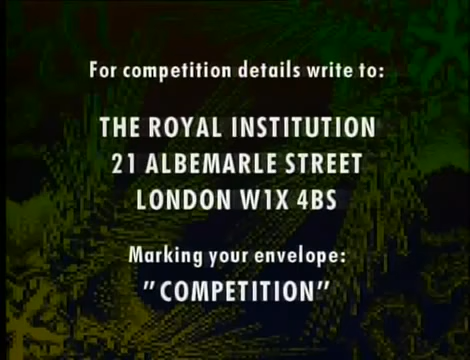 For competition details write to:
THE ROYAL INSTITUTION
21 ALBEMARLE STREET
LONDON W1X 4BS
Marking your envelope:
"COMPETITION"